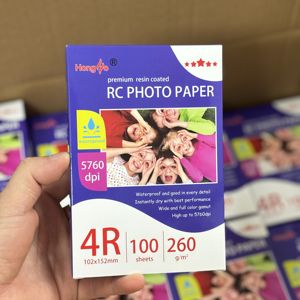 ®
premium resin coated
RC PHOTO PAPER
waterproof
5760
dpi
Waterproof and good in every detail
Instantly dry with best performance
Wide and full color gamut
High up to 5760dpi
4R
102x152mm
100
sheets
260
g/m²